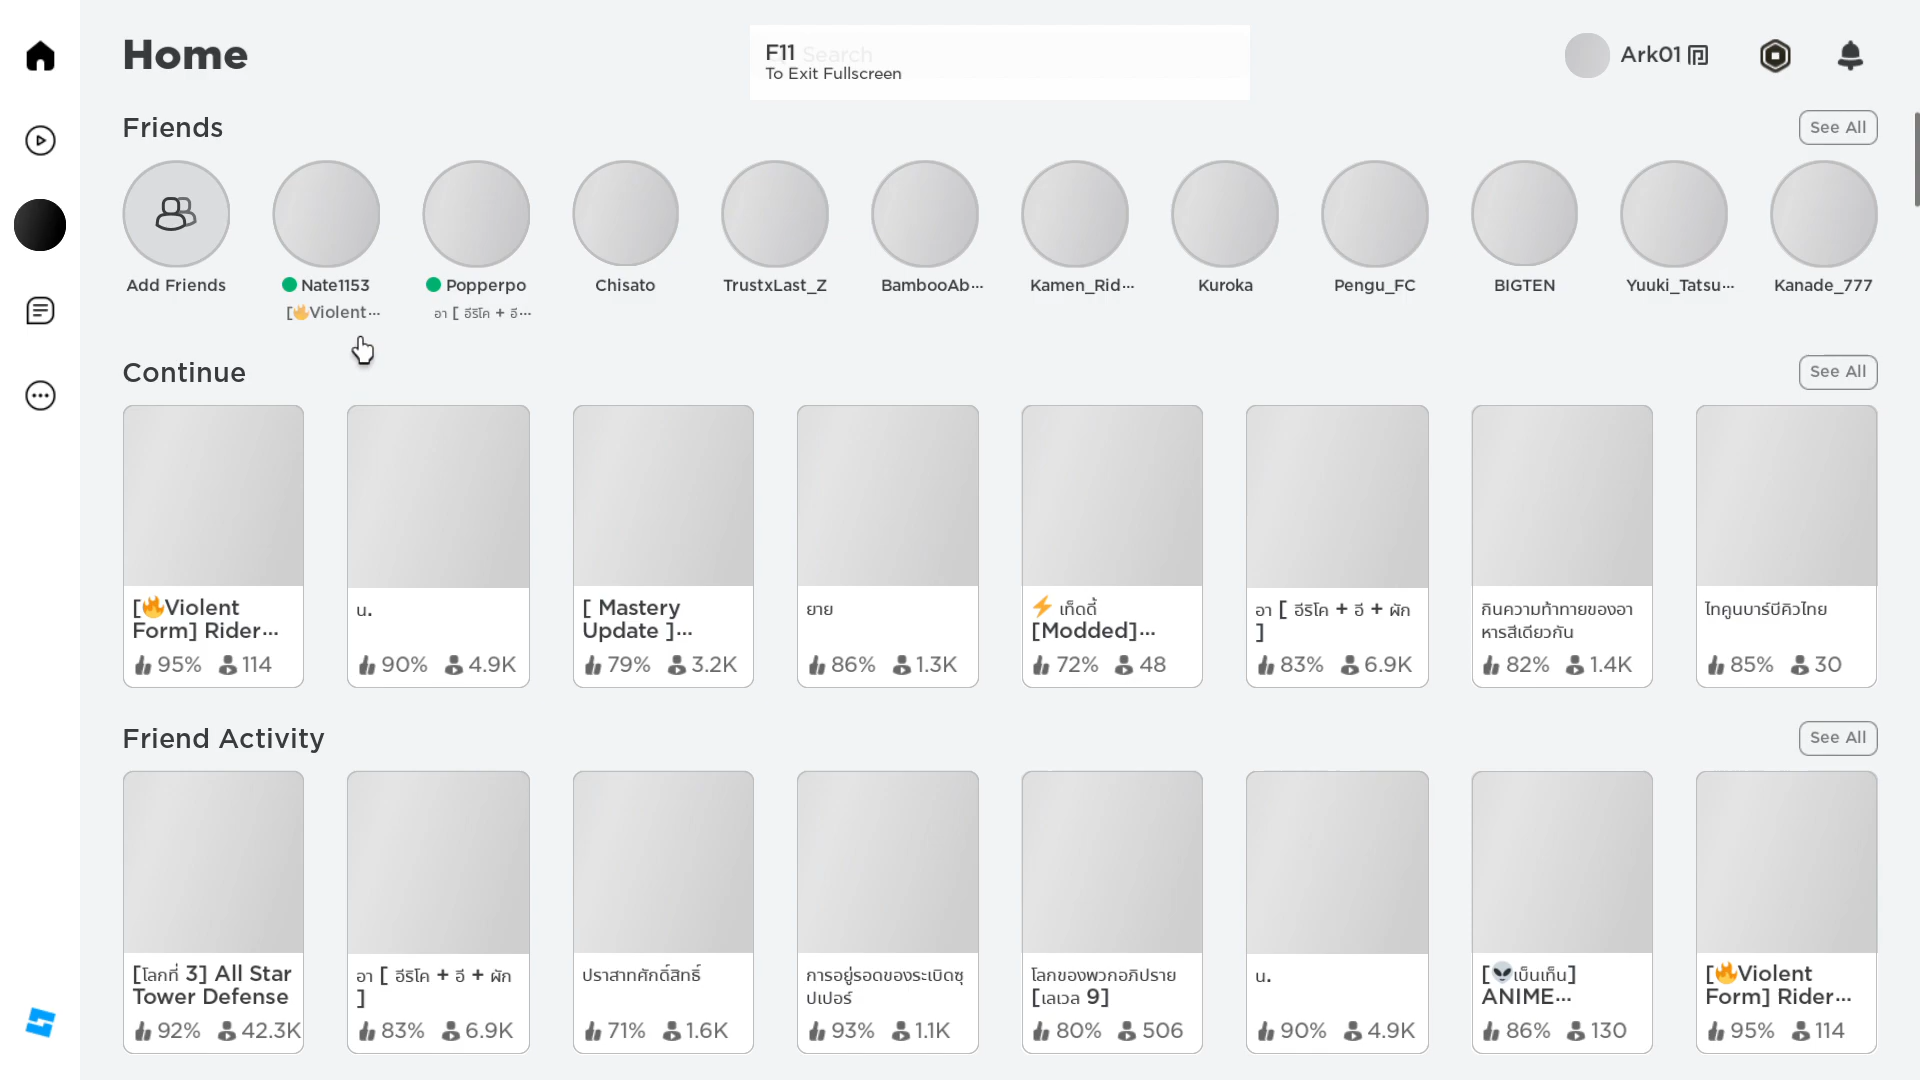 Home
F11 Search
To Exit Fullscreen
Ark01
Friends
See All
Add Friends
Nate1153
[🔥Violent...
Popperpo
อา [ อีริโค + อี...
Chisato
TrustxLast_Z
BambooAb...
Kamen_Rid...
Kuroka
Pengu_FC
BIGTEN
Yuuki_Tatsu...
Kanade_777
Continue
See All
[🔥Violent
Form] Rider...
95% 114
น.
90% 4.9K
[ Mastery
Update ]...
79% 3.2K
ยาย
86% 1.3K
⚡ เท็ดดี้
[Modded]...
72% 48
อา [ อีริโค + อี + ผัก
]
83% 6.9K
กินความท้าทายของอา
หารสีเดียวกัน
82% 1.4K
ไทคูนบาร์บีคิวไทย
85% 30
Friend Activity
See All
[โลกที่ 3] All Star
Tower Defense
92% 42.3K
อา [ อีริโค + อี + ผัก
]
83% 6.9K
ปราสาทศักดิ์สิทธิ์
71% 1.6K
การอยู่รอดของระเบิดซุ
ปเปอร์
93% 1.1K
โลกของพวกอภิปราย
[เลเวล 9]
80% 506
น.
90% 4.9K
[👽เบ็นเท็น]
ANIME...
86% 130
[🔥Violent
Form] Rider...
95% 114